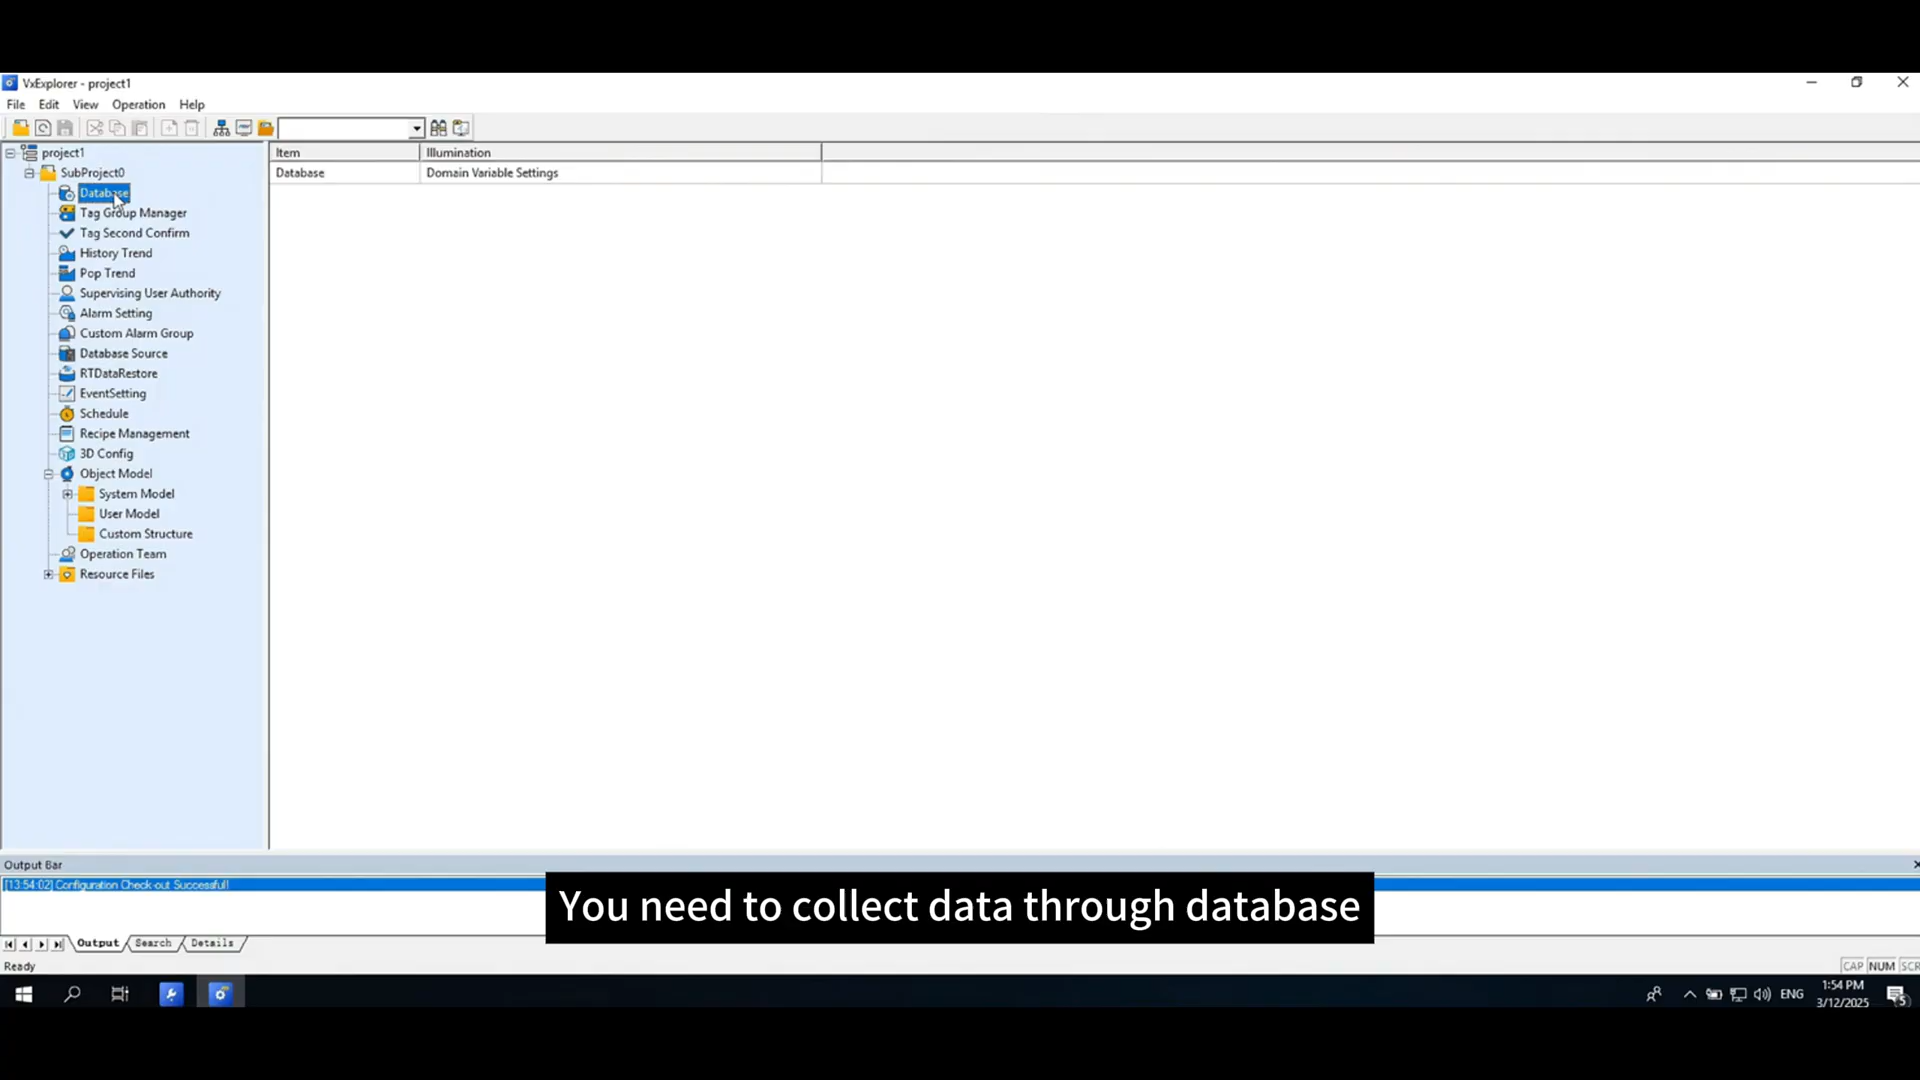 VxExplorer - project1
File Edit View Operation Help
project1
SubProject0
Database
Tag Group Manager
Tag Second Confirm
History Trend
Pop Trend
Supervising User Authority
Alarm Setting
Custom Alarm Group
Database Source
RTDataRestore
EventSetting
Schedule
Recipe Management
3D Config
Object Model
System Model
User Model
Custom Structure
Operation Team
Resource Files
Item Illumination
Database Domain Variable Settings
Output Bar
[13:54:02] Configuration Check-out Successful!
You need to collect data through database
Output Search Details
Ready
CAP NUM SCR
ENG
1:54 PM
3/12/2025
5